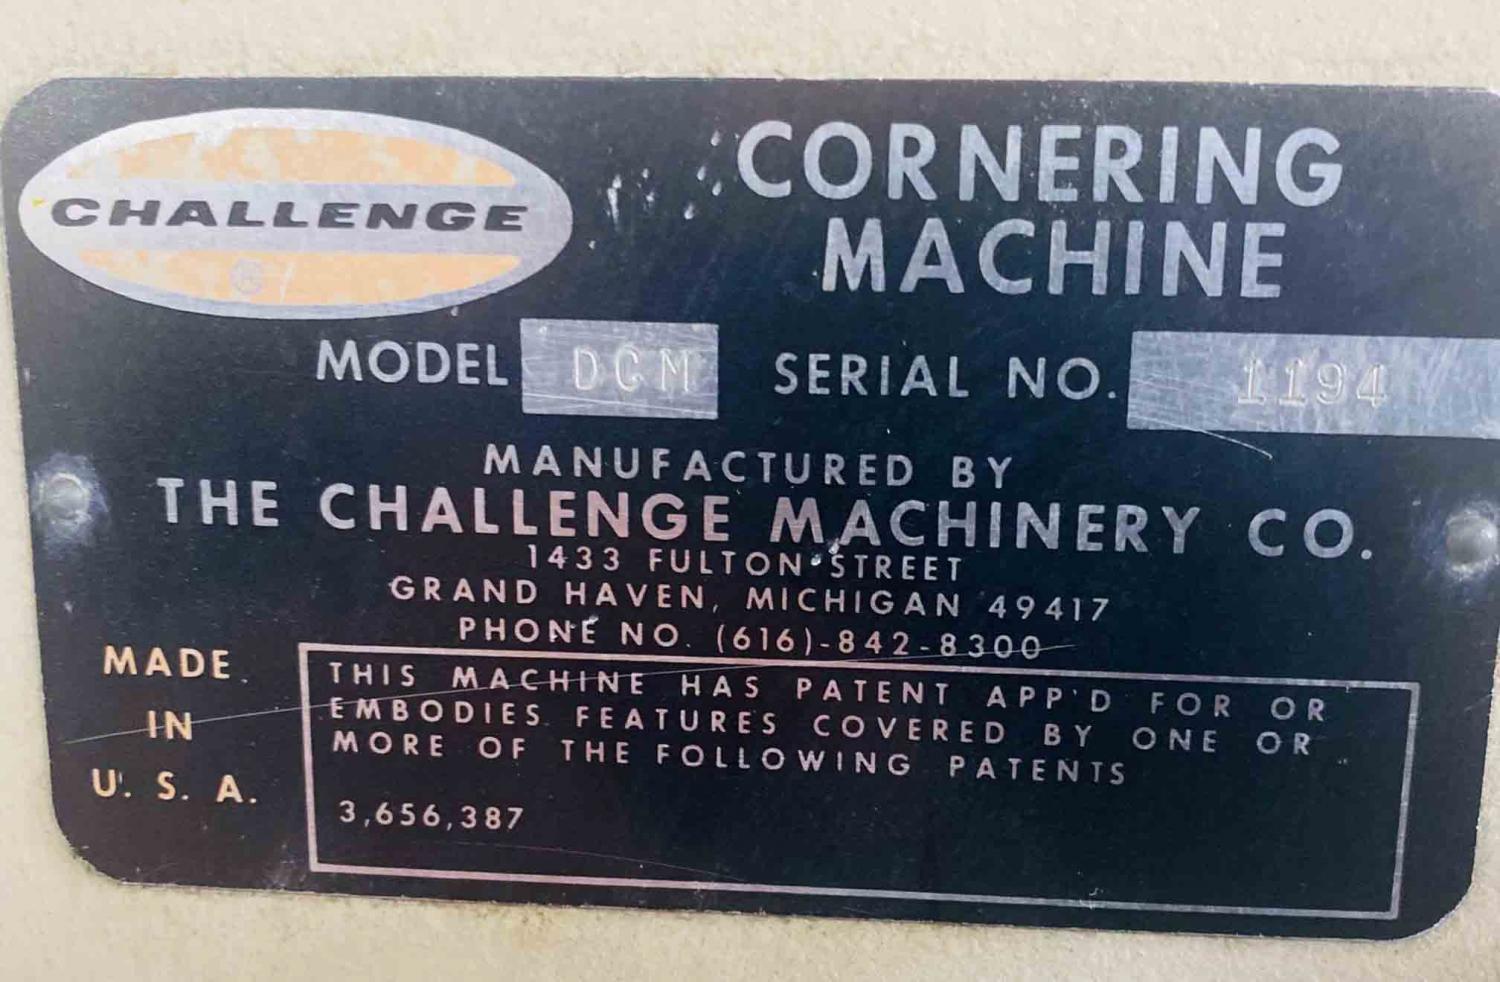 CHALLENGE
CORNERING
MACHINE
MODEL DCM SERIAL NO. 1194
MANUFACTURED BY
THE CHALLENGE MACHINERY CO.
1433 FULTON STREET
GRAND HAVEN, MICHIGAN 49417
PHONE NO. (616)-842-8300
MADE
IN
U. S. A.
THIS MACHINE HAS PATENT APP'D FOR OR
EMBODIES FEATURES COVERED BY ONE OR
MORE OF THE FOLLOWING PATENTS
3,656,387